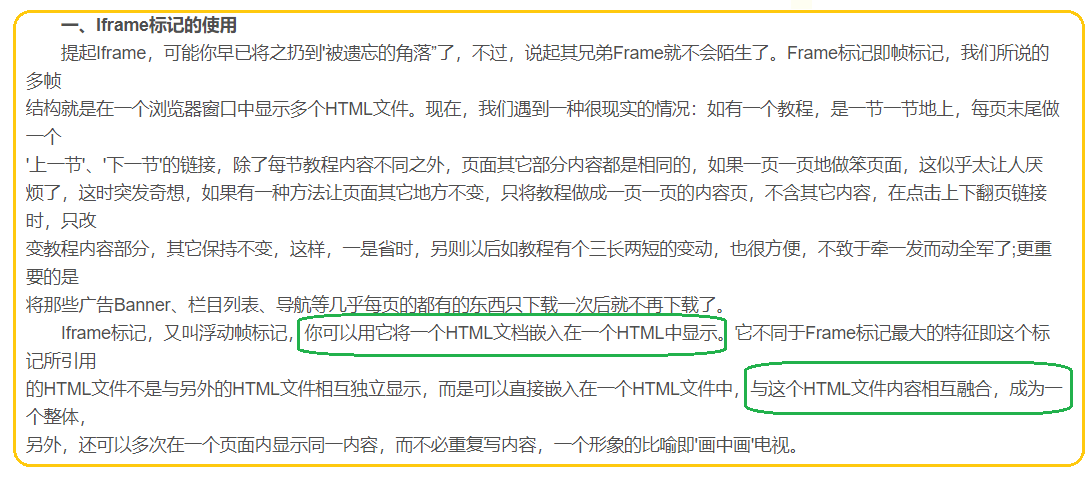 一、Iframe标记的使用
提起Iframe，可能你早已将之扔到'被遗忘的角落”了，不过，说起其兄弟Frame就不会陌生了。Frame标记即帧标记，我们所说的
多帧
结构就是在一个浏览器窗口中显示多个HTML文件。现在，我们遇到一种很现实的情况：如有一个教程，是一节一节地上，每页末尾做
一个
'上一节'、'下一节'的链接，除了每节教程内容不同之外，页面其它部分内容都是相同的，如果一页一页地做笨页面，这似乎太让人厌
烦了，这时突发奇想，如果有一种方法让页面其它地方不变，只将教程做成一页一页的内容页，不含其它内容，在点击上下翻页链接
时，只改
变教程内容部分，其它保持不变，这样，一是省时，另则以后如教程有个三长两短的变动，也很方便，不致于牵一发而动全军了;更重
要的是
将那些广告Banner、栏目列表、导航等几乎每页的都有的东西只下载一次后就不再下载了。
Iframe标记，又叫浮动帧标记，你可以用它将一个HTML文档嵌入在一个HTML中显示。它不同于Frame标记最大的特征即这个标
记所引用
的HTML文件不是与另外的HTML文件相互独立显示，而是可以直接嵌入在一个HTML文件中，与这个HTML文件内容相互融合，成为一
个整体，
另外，还可以多次在一个页面内显示同一内容，而不必重复写内容，一个形象的比喻即'画中画'电视。